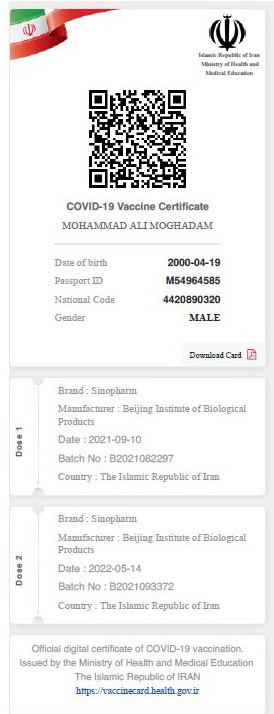 Islamic Republic of Iran
Ministry of Health and
Medical Education
COVID-19 Vaccine Certificate
MOHAMMAD ALI MOGHADAM
Date of birth 2000-04-19
Passport ID M54964585
National Code 4420890320
Gender MALE
Download Card
Dose 1
Brand : Sinopharm
Manufacturer : Beijing Institute of Biological
Products
Date : 2021-09-10
Batch No : B2021082297
Country : The Islamic Republic of Iran
Dose 2
Brand : Sinopharm
Manufacturer : Beijing Institute of Biological
Products
Date : 2022-05-14
Batch No : B2021093372
Country : The Islamic Republic of Iran
Official digital certificate of COVID-19 vaccination.
Issued by the Ministry of Health and Medical Education
The Islamic Republic of IRAN
https://vaccinecard.health.gov.ir